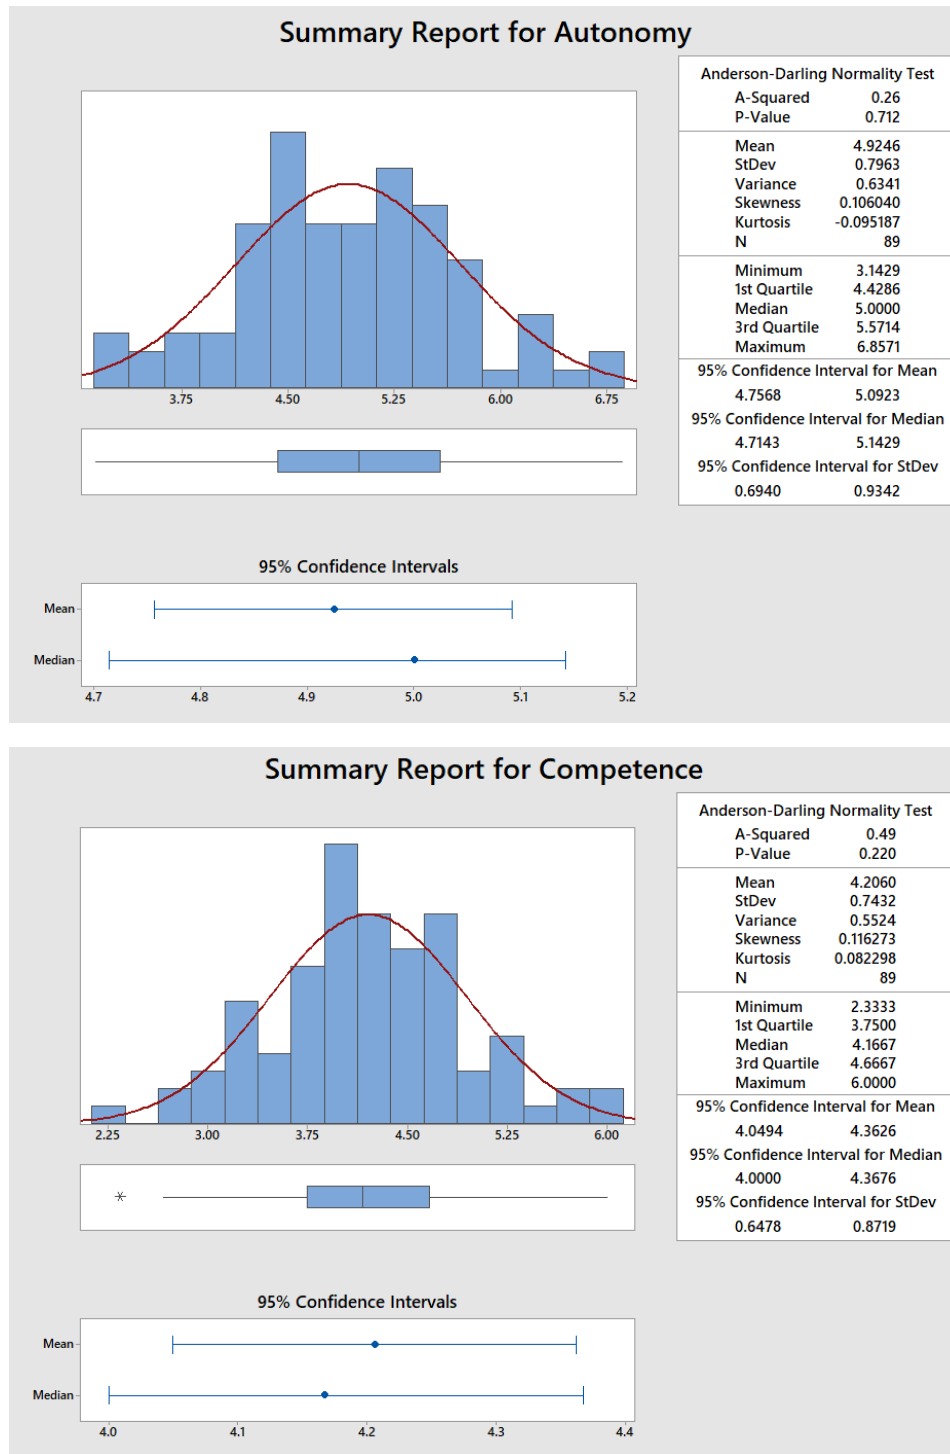 Summary Report for Autonomy
Anderson-Darling Normality Test
A-Squared 0.26
P-Value 0.712
Mean 4.9246
StDev 0.7963
Variance 0.6341
Skewness 0.106040
Kurtosis -0.095187
N 89
Minimum 3.1429
1st Quartile 4.4286
Median 5.0000
3rd Quartile 5.5714
Maximum 6.8571
95% Confidence Interval for Mean
4.7568 5.0923
95% Confidence Interval for Median
4.7143 5.1429
95% Confidence Interval for StDev
0.6940 0.9342
3.75 4.50 5.25 6.00 6.75
95% Confidence Intervals
Mean
Median
4.7 4.8 4.9 5.0 5.1 5.2
Summary Report for Competence
Anderson-Darling Normality Test
A-Squared 0.49
P-Value 0.220
Mean 4.2060
StDev 0.7432
Variance 0.5524
Skewness 0.116273
Kurtosis 0.082298
N 89
Minimum 2.3333
1st Quartile 3.7500
Median 4.1667
3rd Quartile 4.6667
Maximum 6.0000
95% Confidence Interval for Mean
4.0494 4.3626
95% Confidence Interval for Median
4.0000 4.3676
95% Confidence Interval for StDev
0.6478 0.8719
2.25 3.00 3.75 4.50 5.25 6.00
95% Confidence Intervals
Mean
Median
4.0 4.1 4.2 4.3 4.4